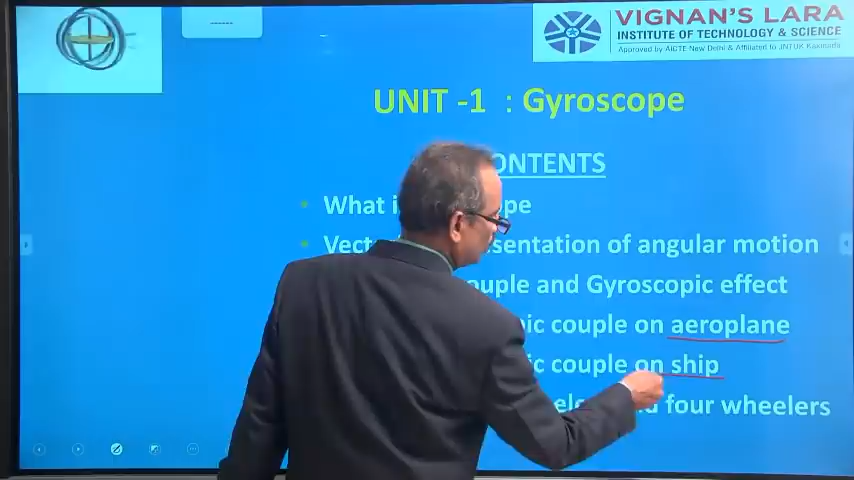 VIGNAN'S LARA
INSTITUTE OF TECHNOLOGY & SCIENCE
Approved by AICTE New Delhi & Affiliated to JNTUK Kakinada
UNIT -1 : Gyroscope
ONTENTS
What
Vect sentation of angular motion
ouple and Gyroscopic effect
ic couple on aeroplane
ic couple on ship
four wheelers